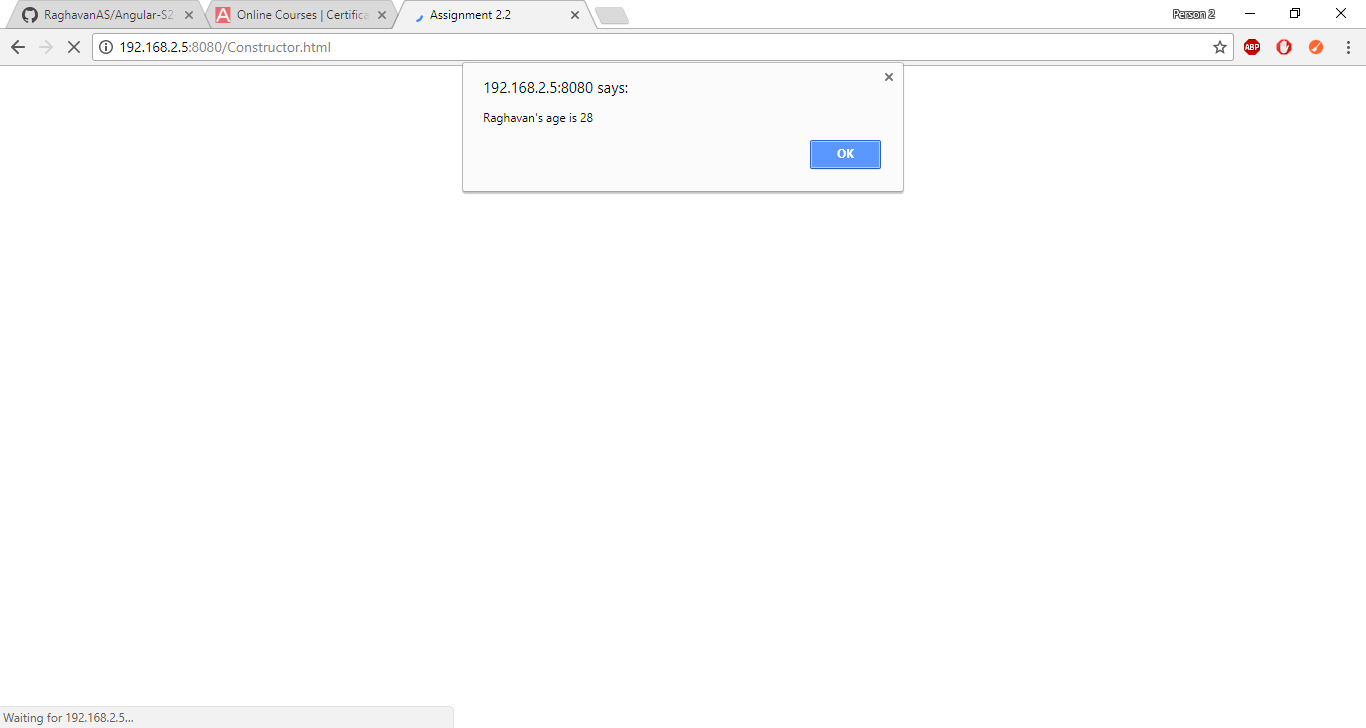 RaghavanAS/Angular-S2
Online Courses | Certifica
Assignment 2.2
Person 2
192.168.2.5:8080/Constructor.html
ABP
192.168.2.5:8080 says:
Raghavan's age is 28
OK
Waiting for 192.168.2.5...